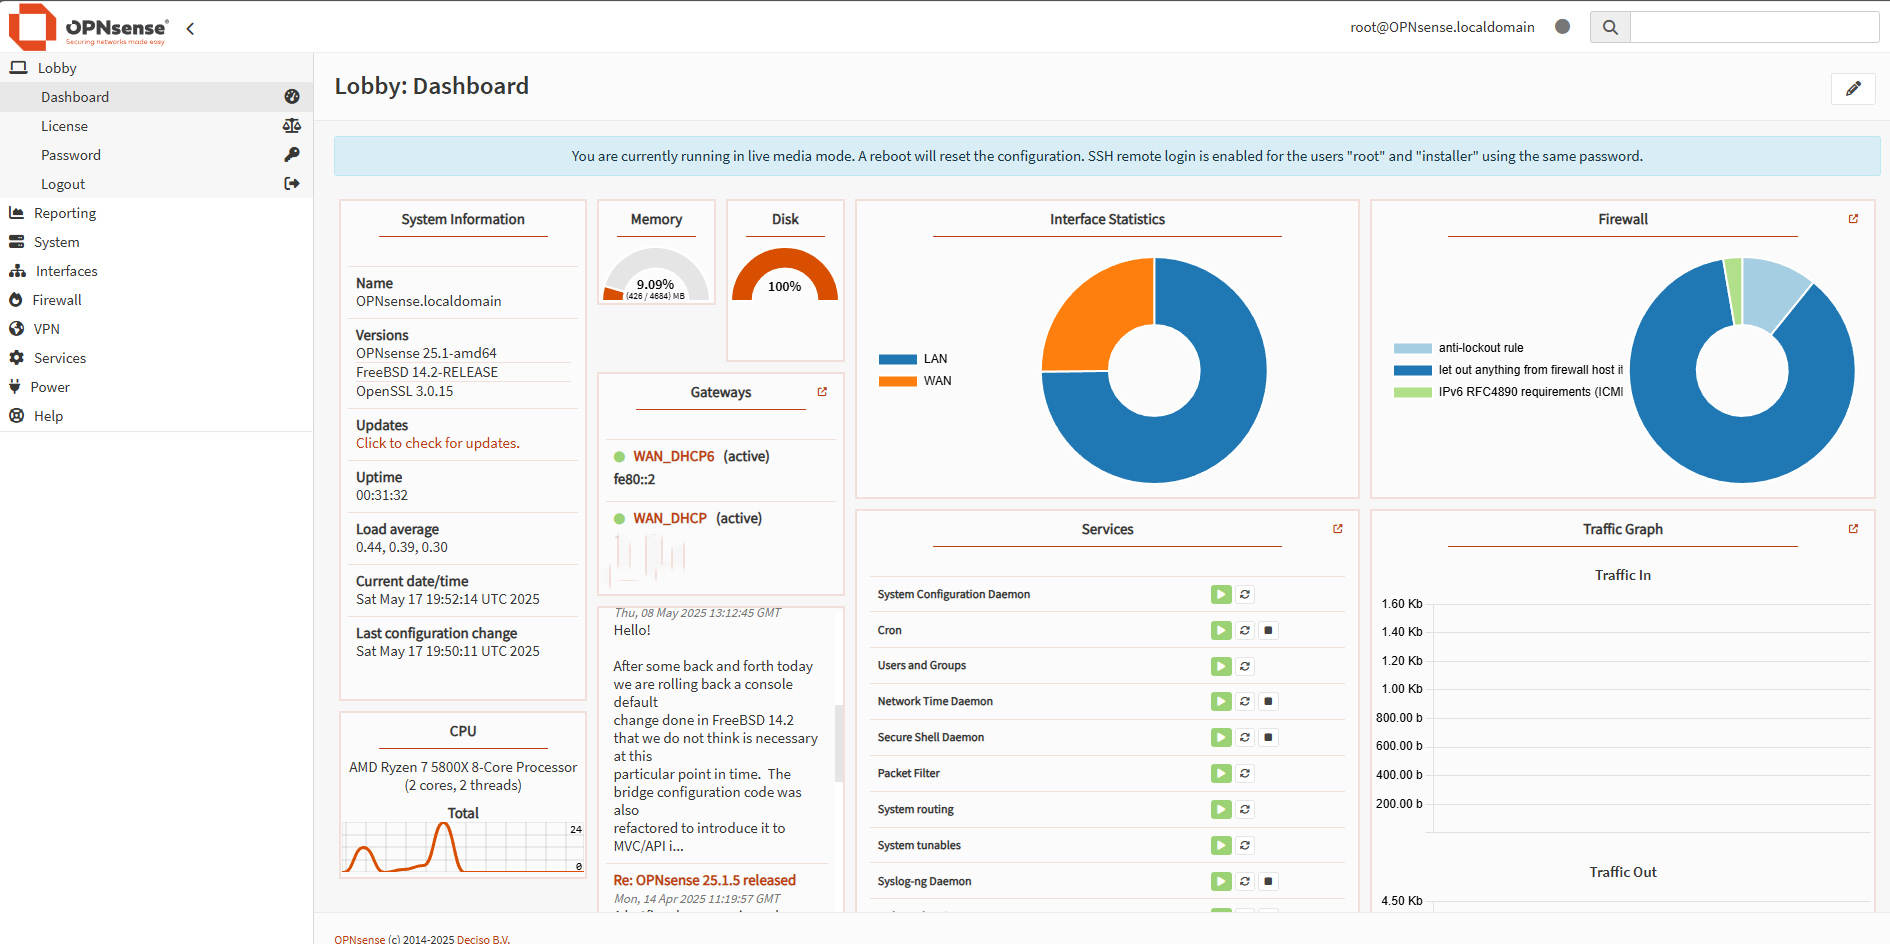 OPNsense®
Securing networks made easy
root@OPNsense.localdomain
Lobby
Dashboard
License
Password
Logout
Reporting
System
Interfaces
Firewall
VPN
Services
Power
Help
Lobby: Dashboard
You are currently running in live media mode. A reboot will reset the configuration. SSH remote login is enabled for the users "root" and "installer" using the same password.
System Information
Name
OPNsense.localdomain
Versions
OPNsense 25.1-amd64
FreeBSD 14.2-RELEASE
OpenSSL 3.0.15
Updates
Click to check for updates.
Uptime
00:31:32
Load average
0.44, 0.39, 0.30
Current date/time
Sat May 17 19:52:14 UTC 2025
Last configuration change
Sat May 17 19:50:11 UTC 2025
CPU
AMD Ryzen 7 5800X 8-Core Processor
(2 cores, 2 threads)
Total
24
0
Memory
9.09%
(426 / 4684) MB
Disk
100%
Gateways
WAN_DHCP6 (active)
fe80::2
WAN_DHCP (active)
Thu, 08 May 2025 13:12:45 GMT
Hello!
After some back and forth today
we are rolling back a console
default
change done in FreeBSD 14.2
that we do not think is necessary
at this
particular point in time. The
bridge configuration code was
also
refactored to introduce it to
MVC/API i...
Re: OPNsense 25.1.5 released
Mon, 14 Apr 2025 11:19:57 GMT
Interface Statistics
LAN
WAN
Services
System Configuration Daemon
Cron
Users and Groups
Network Time Daemon
Secure Shell Daemon
Packet Filter
System routing
System tunables
Syslog-ng Daemon
Firewall
anti-lockout rule
let out anything from firewall host it
IPv6 RFC4890 requirements (ICMI
Traffic Graph
Traffic In
1.60 Kb
1.40 Kb
1.20 Kb
1.00 Kb
800.00 b
600.00 b
400.00 b
200.00 b
Traffic Out
4.50 Kb
OPNsense (c) 2014-2025 Deciso B.V.